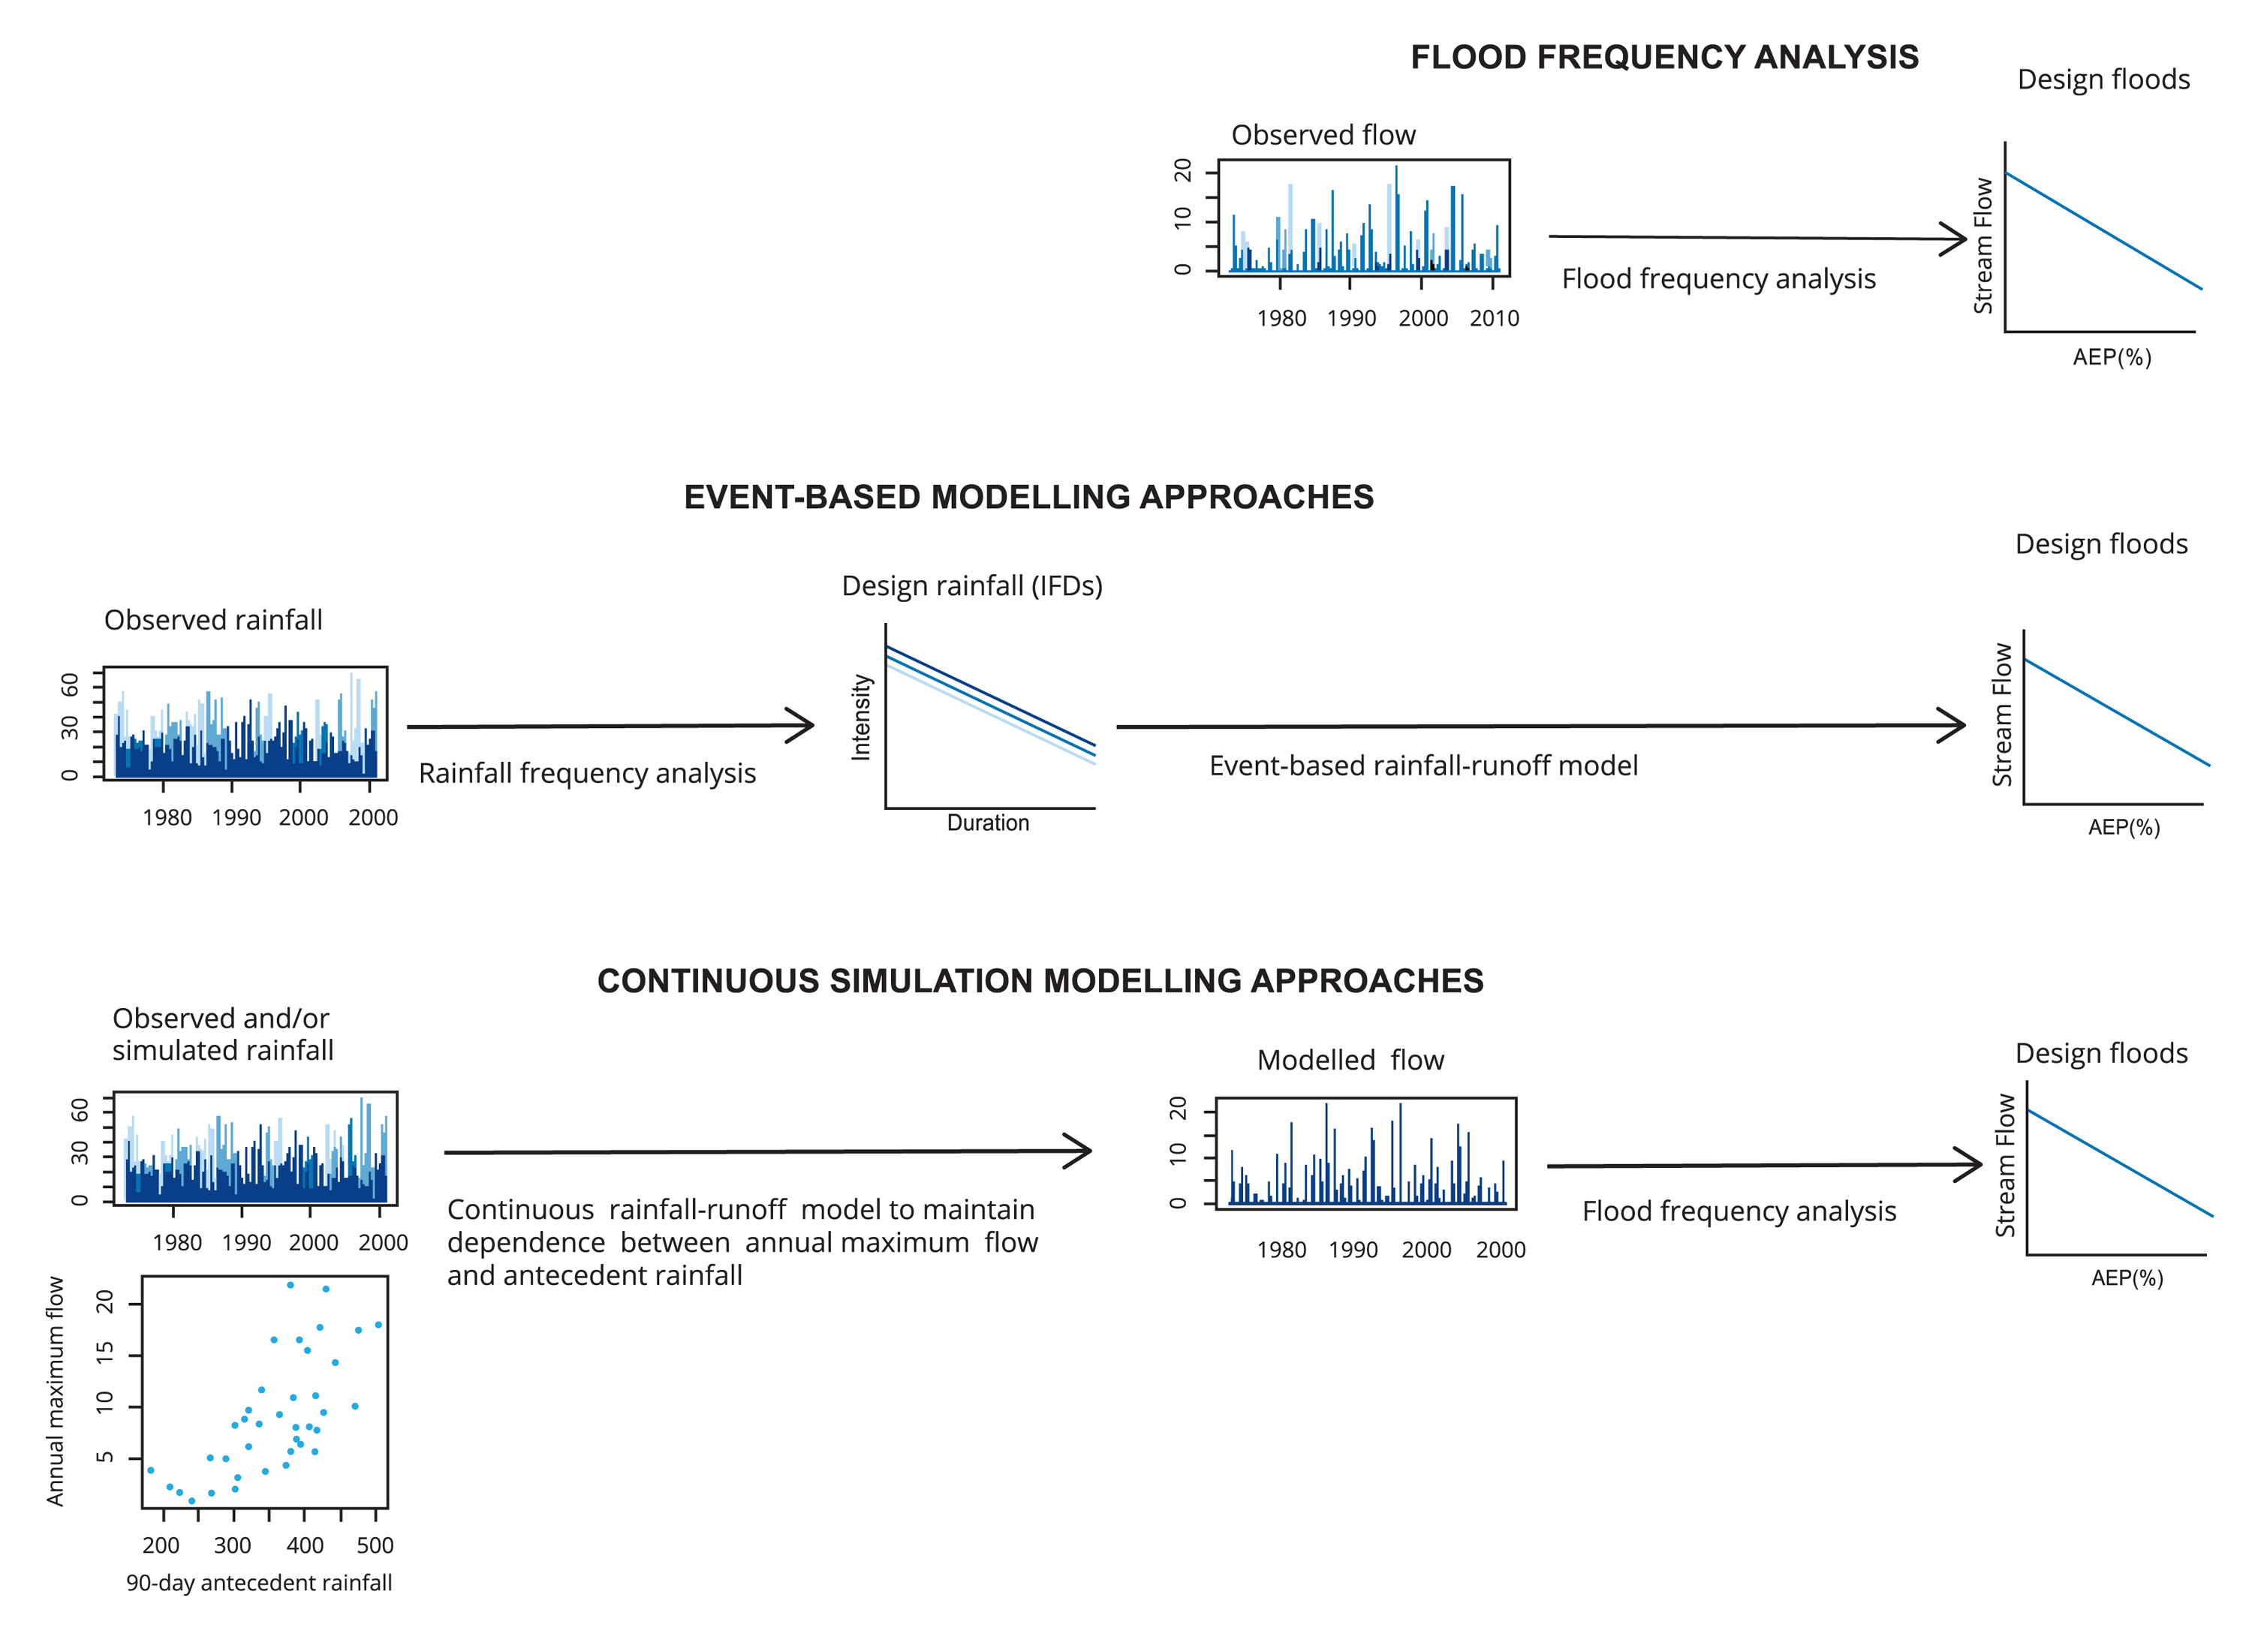 FLOOD FREQUENCY ANALYSIS
Design floods
Observed flow
20
10
0
1980 1990 2000 2010
Flood frequency analysis
Stream Flow
AEP(%)
EVENT-BASED MODELLING APPROACHES
Design floods
Design rainfall (IFDs)
Observed rainfall
60
30
0
1980 1990 2000 2000
Rainfall frequency analysis
Intensity
Duration
Event-based rainfall-runoff model
Stream Flow
AEP(%)
CONTINUOUS SIMULATION MODELLING APPROACHES
Observed and/or
simulated rainfall
60
30
0
1980 1990 2000 2000
Continuous rainfall-runoff model to maintain
dependence between annual maximum flow
and antecedent rainfall
Modelled flow
20
10
0
1980 1990 2000 2000
Flood frequency analysis
Design floods
Stream Flow
AEP(%)
Annual maximum flow
20
15
10
5
200 300 400 500
90-day antecedent rainfall